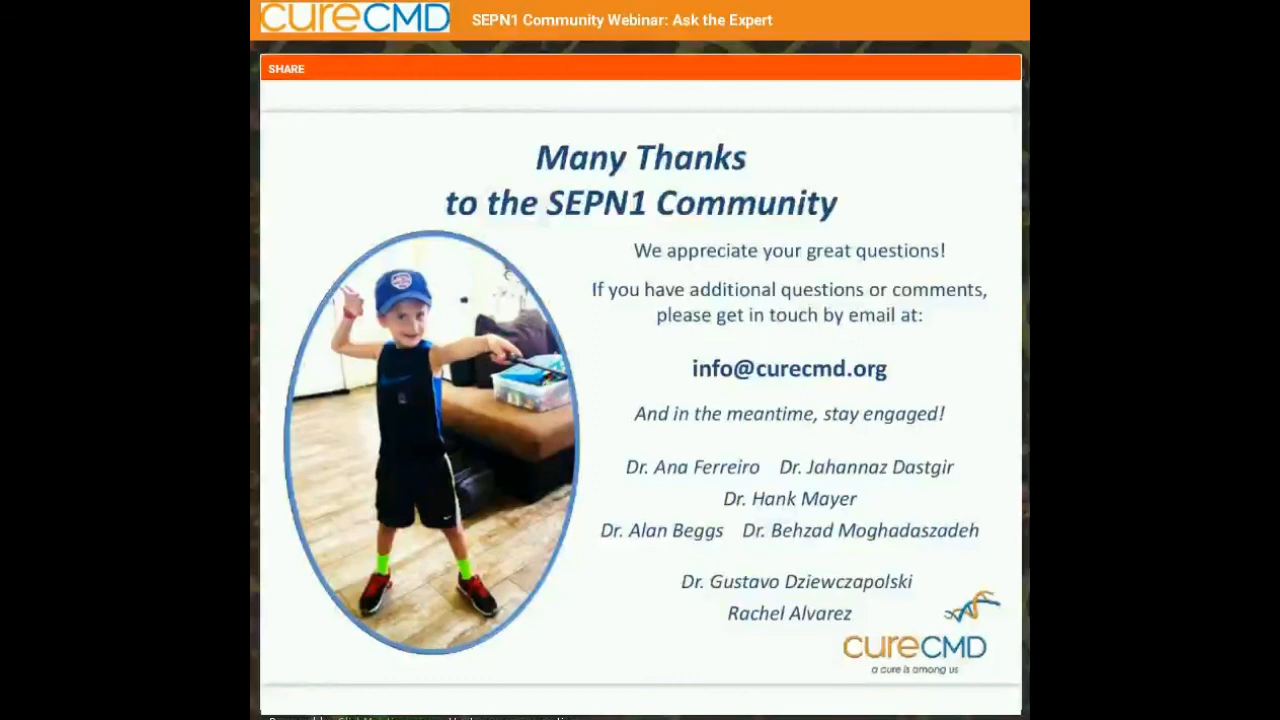 cureCMD SEPN1 Community Webinar: Ask the Expert
SHARE
Many Thanks
to the SEPN1 Community
We appreciate your great questions!
If you have additional questions or comments,
please get in touch by email at:
info@curecmd.org
And in the meantime, stay engaged!
Dr. Ana Ferreiro Dr. Jahannaz Dastgir
Dr. Hank Mayer
Dr. Alan Beggs Dr. Behzad Moghadaszadeh
Dr. Gustavo Dziewczapolski
Rachel Alvarez
cureCMD
a cure is among us